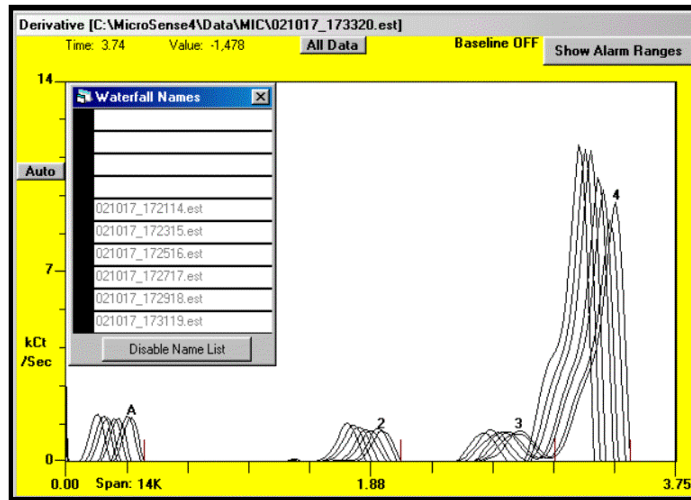 Derivative [C:\MicroSense4\Data\MIC\021017_173320.est]
Time: 3.74 Value: -1,478 All Data Baseline OFF Show Alarm Ranges
14
Waterfall Names
Auto
021017_172114.est
021017_172315.est
021017_172516.est
021017_172717.est
021017_172918.est
021017_173119.est
Disable Name List
4
7
kCt
/Sec
A
2
3
0
0.00 Span: 14K 1.88 3.75